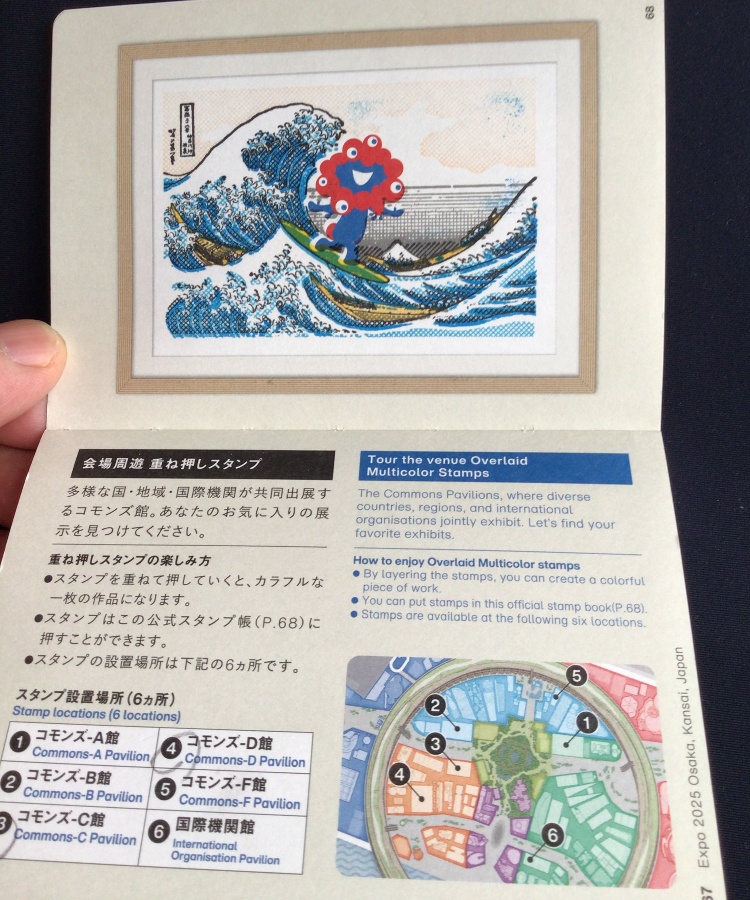 68
会場周遊 重ね押しスタンプ
多様な国・地域・国際機関が共同出展す
るコモンズ館。あなたのお気に入りの展
示を見つけてください。
重ね押しスタンプの楽しみ方
●スタンプを重ねて押していくと、カラフルな
一枚の作品になります。
●スタンプはこの公式スタンプ帳(P.68)に
押すことができます。
●スタンプの設置場所は下記の6ヵ所です。
スタンプ設置場所(6ヵ所)
Stamp locations (6 locations)
1 コモンズ-A館
Commons-A Pavilion
2 コモンズ-B館
Commons-B Pavilion
3 コモンズ-C館
Commons-C Pavilion
4 コモンズ-D館
Commons-D Pavilion
5 コモンズ-F館
Commons-F Pavilion
6 国際機関館
International
Organisation Pavilion
Tour the venue Overlaid
Multicolor Stamps
The Commons Pavilions, where diverse
countries, regions, and international
organisations jointly exhibit. Let's find your
favorite exhibits.
How to enjoy Overlaid Multicolor stamps
● By layering the stamps, you can create a colorful
piece of work.
● You can put stamps in this official stamp book(P.68).
● Stamps are available at the following six locations.
5
2
1
3
4
6
Expo 2025 Osaka, Kansai, Japan
67